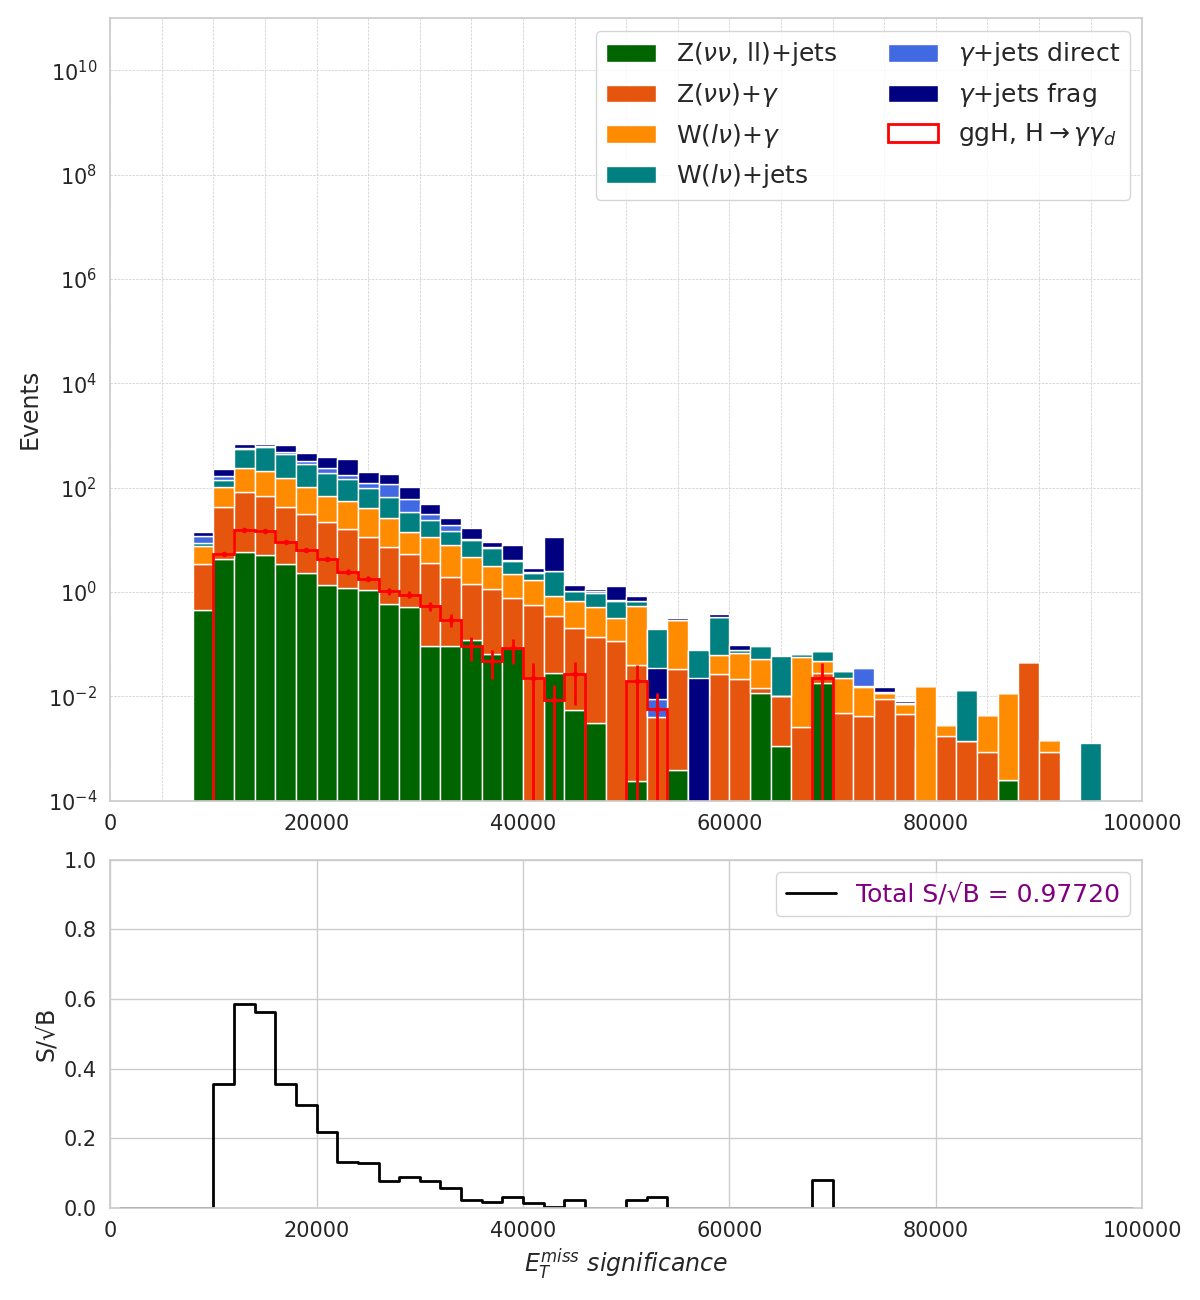 Z(νν, ll)+jets
Z(νν)+γ
W(lν)+γ
W(lν)+jets
γ+jets direct
γ+jets frag
ggH, H→γγ_d
Events
10^10
10^8
10^6
10^4
10^2
10^0
10^−2
10^−4
0 20000 40000 60000 80000 100000
Total S/√B = 0.97720
S/√B
1.0
0.8
0.6
0.4
0.2
0.0
0 20000 40000 60000 80000 100000
E_T^miss significance